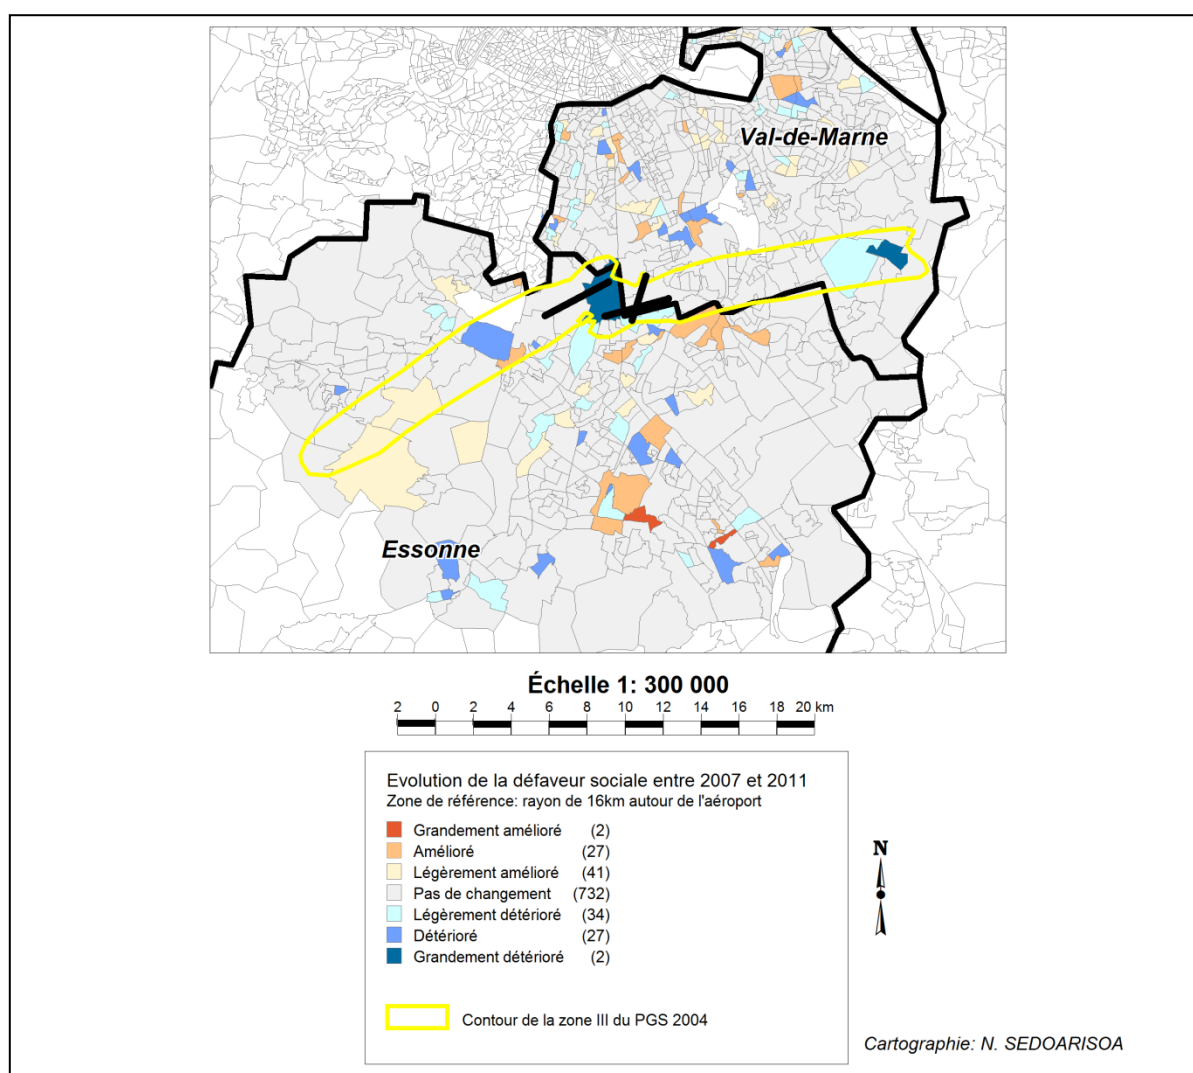 Val-de-Marne
Essonne
Échelle 1: 300 000
2 0 2 4 6 8 10 12 14 16 18 20 km
Evolution de la défaveur sociale entre 2007 et 2011
Zone de référence: rayon de 16km autour de l'aéroport
Grandement amélioré (2)
Amélioré (27)
Légèrement amélioré (41)
Pas de changement (732)
Légèrement détérioré (34)
Détérioré (27)
Grandement détérioré (2)
Contour de la zone III du PGS 2004
N
Cartographie: N. SEDOARISOA